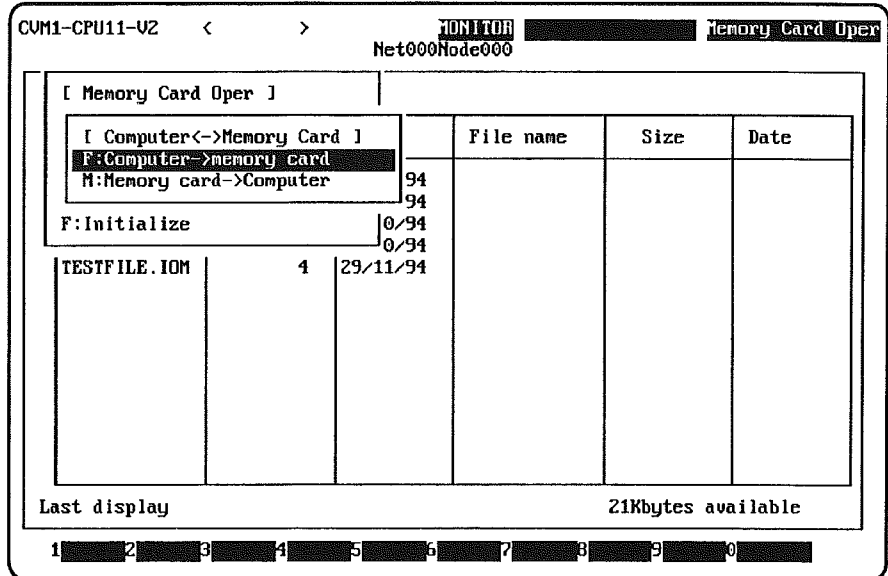 CVM1-CPU11-V2 < > MONITOR Memory Card Oper
Net000Node000
[ Memory Card Oper ]
[ Computer<->Memory Card ]
F:Computer->memory card
M:Memory card->Computer
F:Initialize
File name Size Date
94
94
0/94
0/94
TESTFILE.IOM 4 29/11/94
Last display 21Kbytes available
1 2 3 4 5 6 7 8 9 0